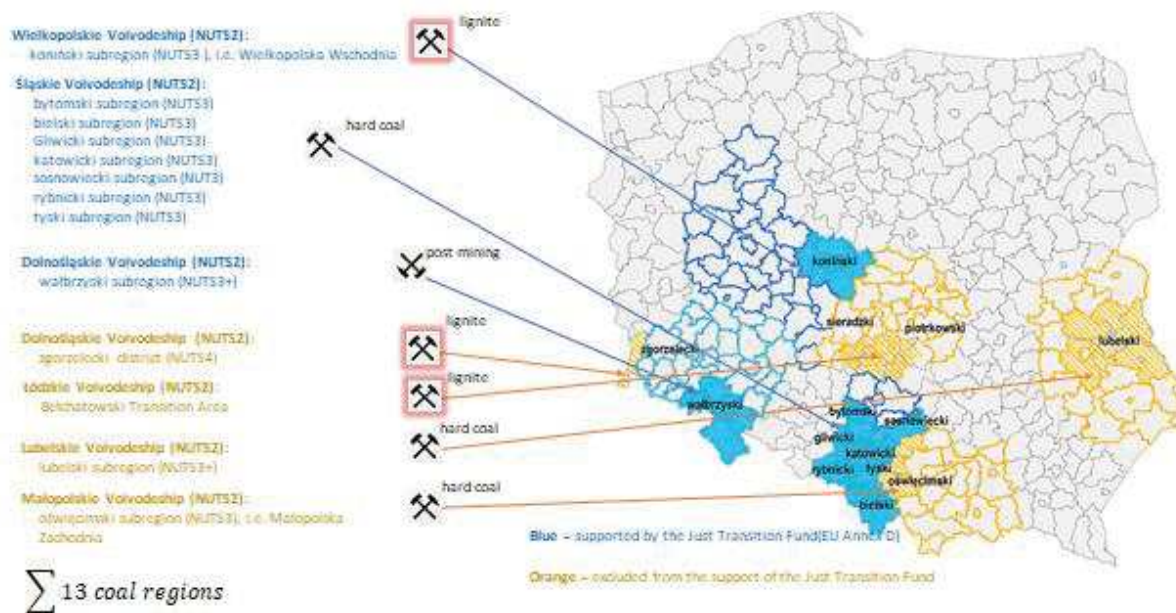 Wielkopolskie Voivodeship (NUTS2):
koniński subregion (NUTS3 ), i.e. Wielkopolska Wschodnia
Śląskie Voivodeship (NUTS2):
bytomski subregion (NUTS3)
bielski subregion (NUTS3)
Gliwicki subregion (NUTS3)
katowicki subregion (NUTS3)
sosnowiecki subregion (NUT3)
rybnicki subregion (NUTS3)
tyski subregion (NUTS3)
Dolnośląskie Voivodeship (NUTS2):
wałbrzyski subregion (NUTS3+)
Dolnośląskie Voivodeship (NUTS2):
zgorzelecki district (NUTS4)
Łódzkie Voivodeship (NUTS2):
Bełchatowski Transition Area
Lubelskie Voivodeship (NUTS2):
lubelski subregion (NUTS3+)
Małopolskie Voivodeship (NUTS2):
oświęcimski subregion (NUTS3), i.e. Małopolska
Zachodnia
∑ 13 coal regions
lignite
hard coal
post mining
lignite
lignite
hard coal
hard coal
koniński
sieradzki
piotrkowski
zgorzelecki
lubelski
wałbrzyski
bytomski
sosnowiecki
gliwicki
katowicki
rybnicki
tyski
oświęcimski
bielski
Blue – supported by the Just Transition Fund(EU Annex D)
Orange – excluded from the support of the Just Transition Fund